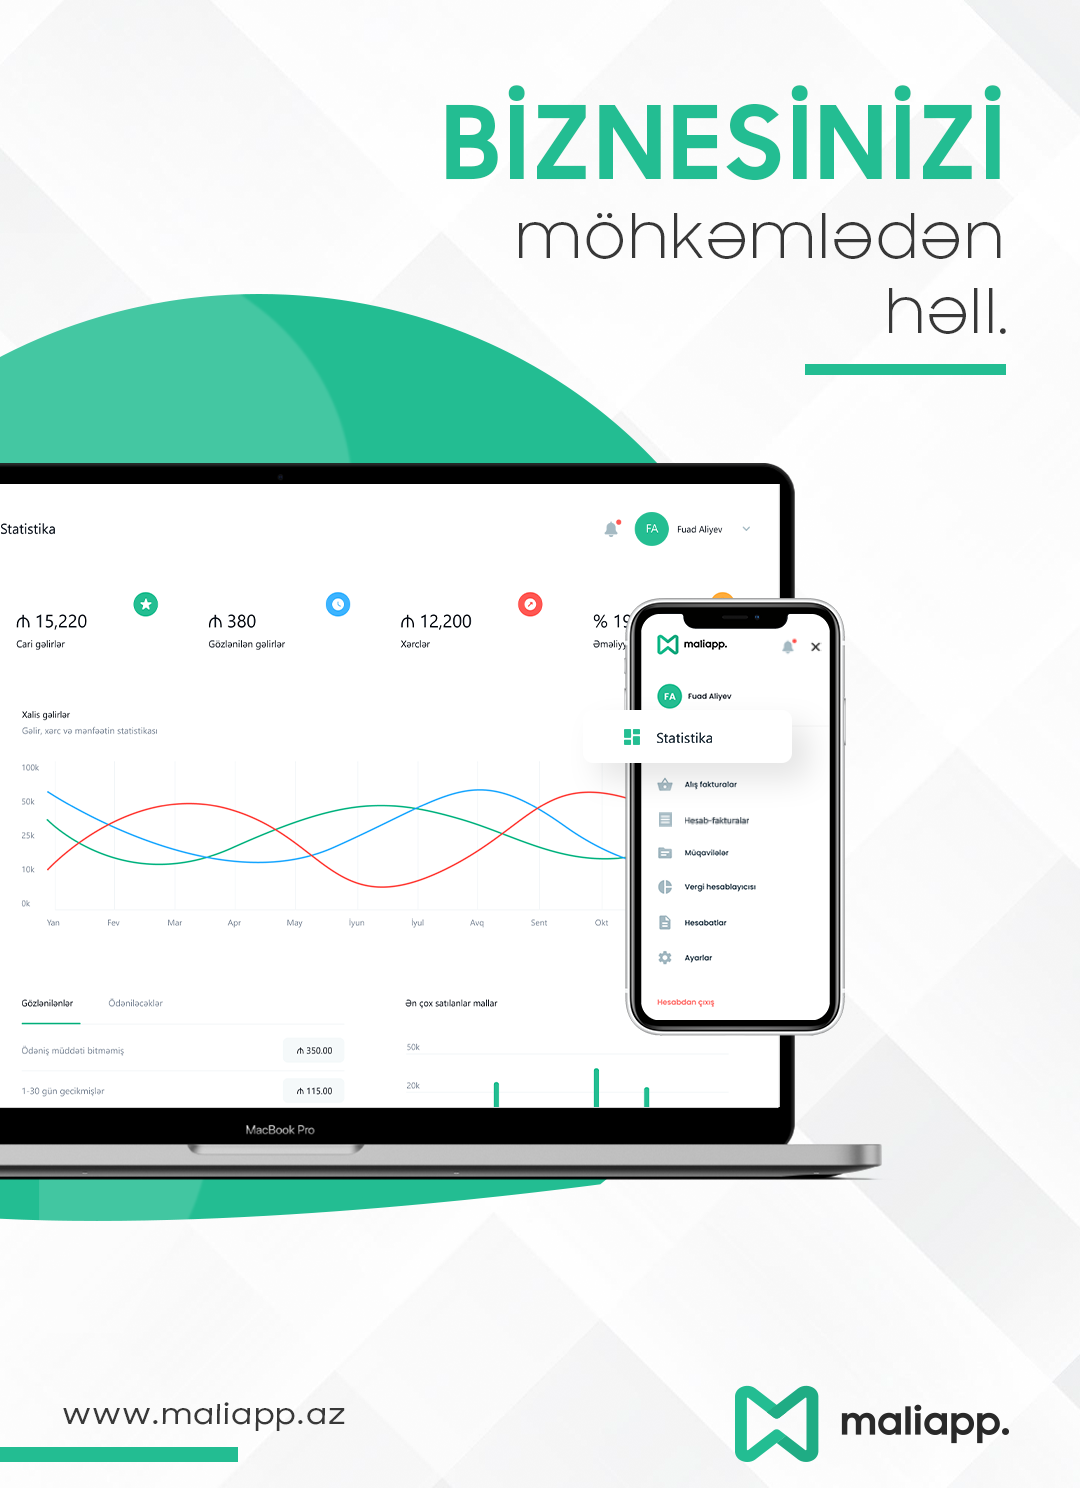 BİZNESİNİZİ
möhkəmlədən
həll.
Statistika
FA
Fuad Aliyev
₼ 15,220
₼ 380
₼ 12,200
% 19
Cari gəlirlər
Gözlənilən gəlirlər
Xərclər
Əməliyy
maliapp.
FA
Fuad Aliyev
Statistika
Alış fakturalar
Hesab-fakturalar
Müqavilələr
Vergi hesablayıcısı
Hesabatlar
Ayarlar
Hesabdan çıxış
Xalis gəlirlər
Gəlir, xərc və mənfəətin statistikası
100k
50k
25k
10k
0k
Yan Fev Mar Apr May İyun İyul Avq Sent Okt
Gözlənilənlər Ödəniləcəklər
Ödəniş müddəti bitməmiş ₼ 350.00
1-30 gün gecikmişlər ₼ 115.00
Ən çox satılanlar mallar
50k
20k
MacBook Pro
www.maliapp.az
maliapp.